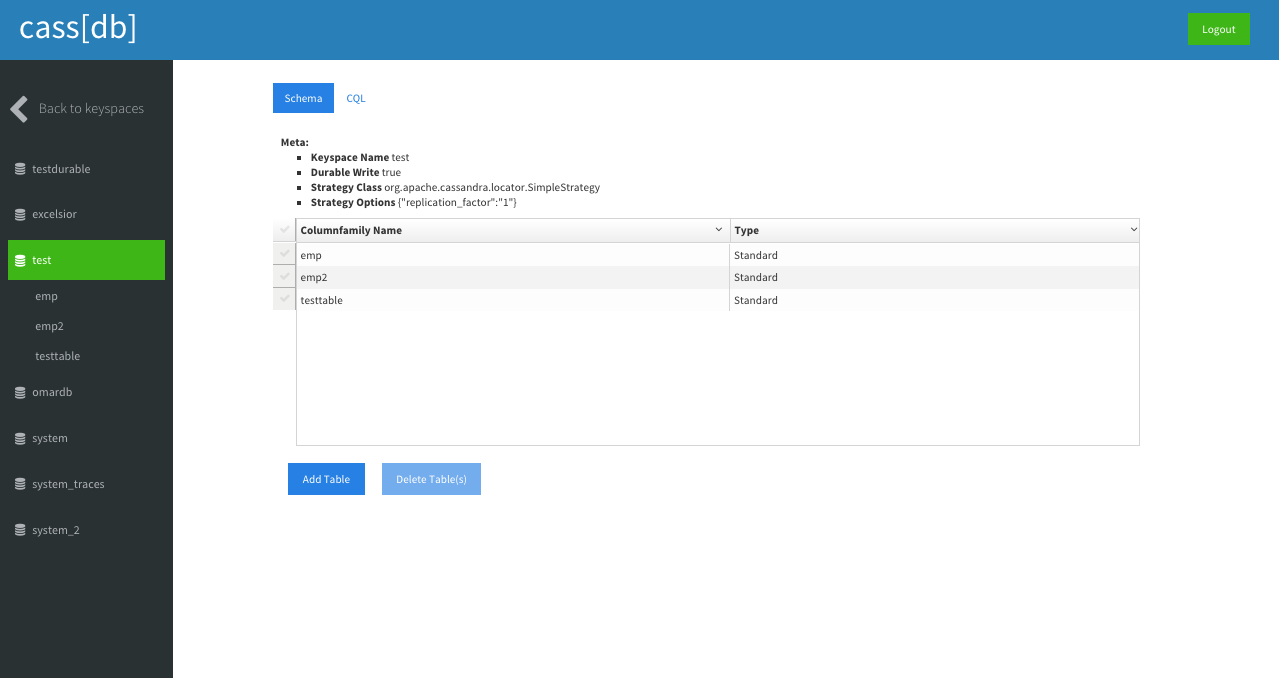 cass[db]
Logout
Back to keyspaces
testdurable
excelsior
test
emp
emp2
testtable
omardb
system
system_traces
system_2
Schema CQL
Meta:
Keyspace Name test
Durable Write true
Strategy Class org.apache.cassandra.locator.SimpleStrategy
Strategy Options {"replication_factor":"1"}
Columnfamily Name Type
emp Standard
emp2 Standard
testtable Standard
Add Table Delete Table(s)